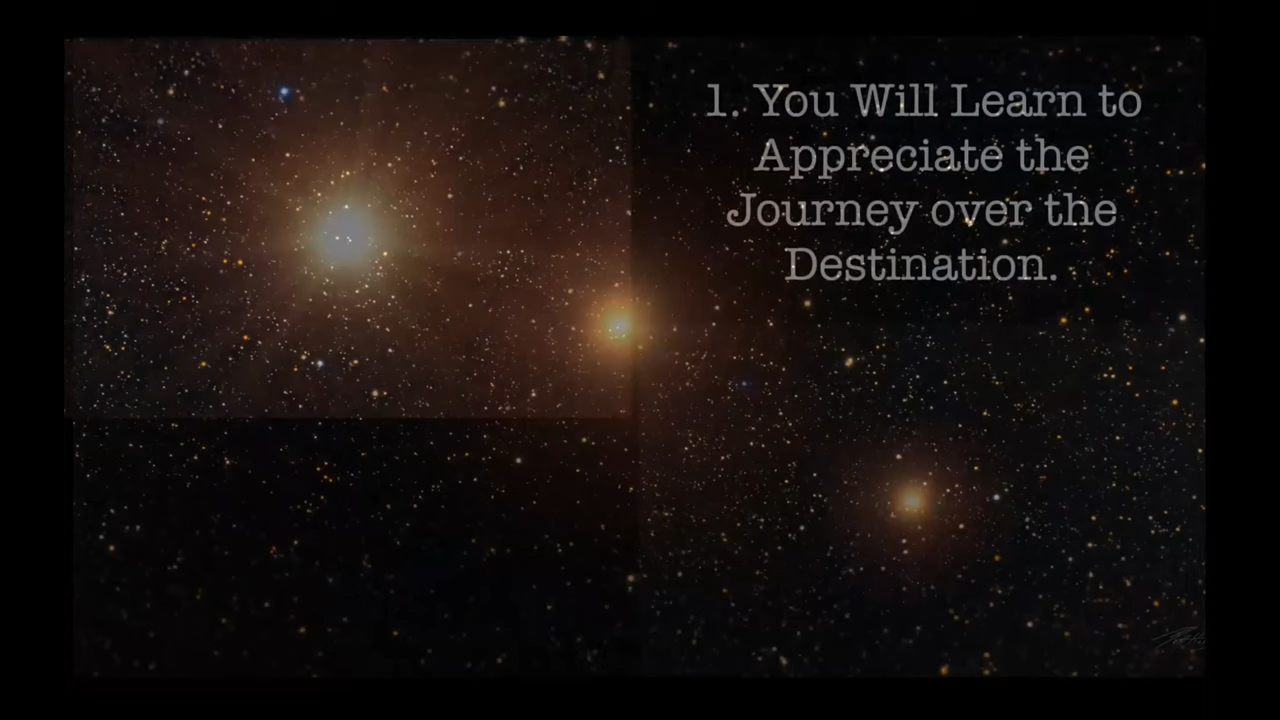 1. You Will Learn to
Appreciate the
Journey over the
Destination.